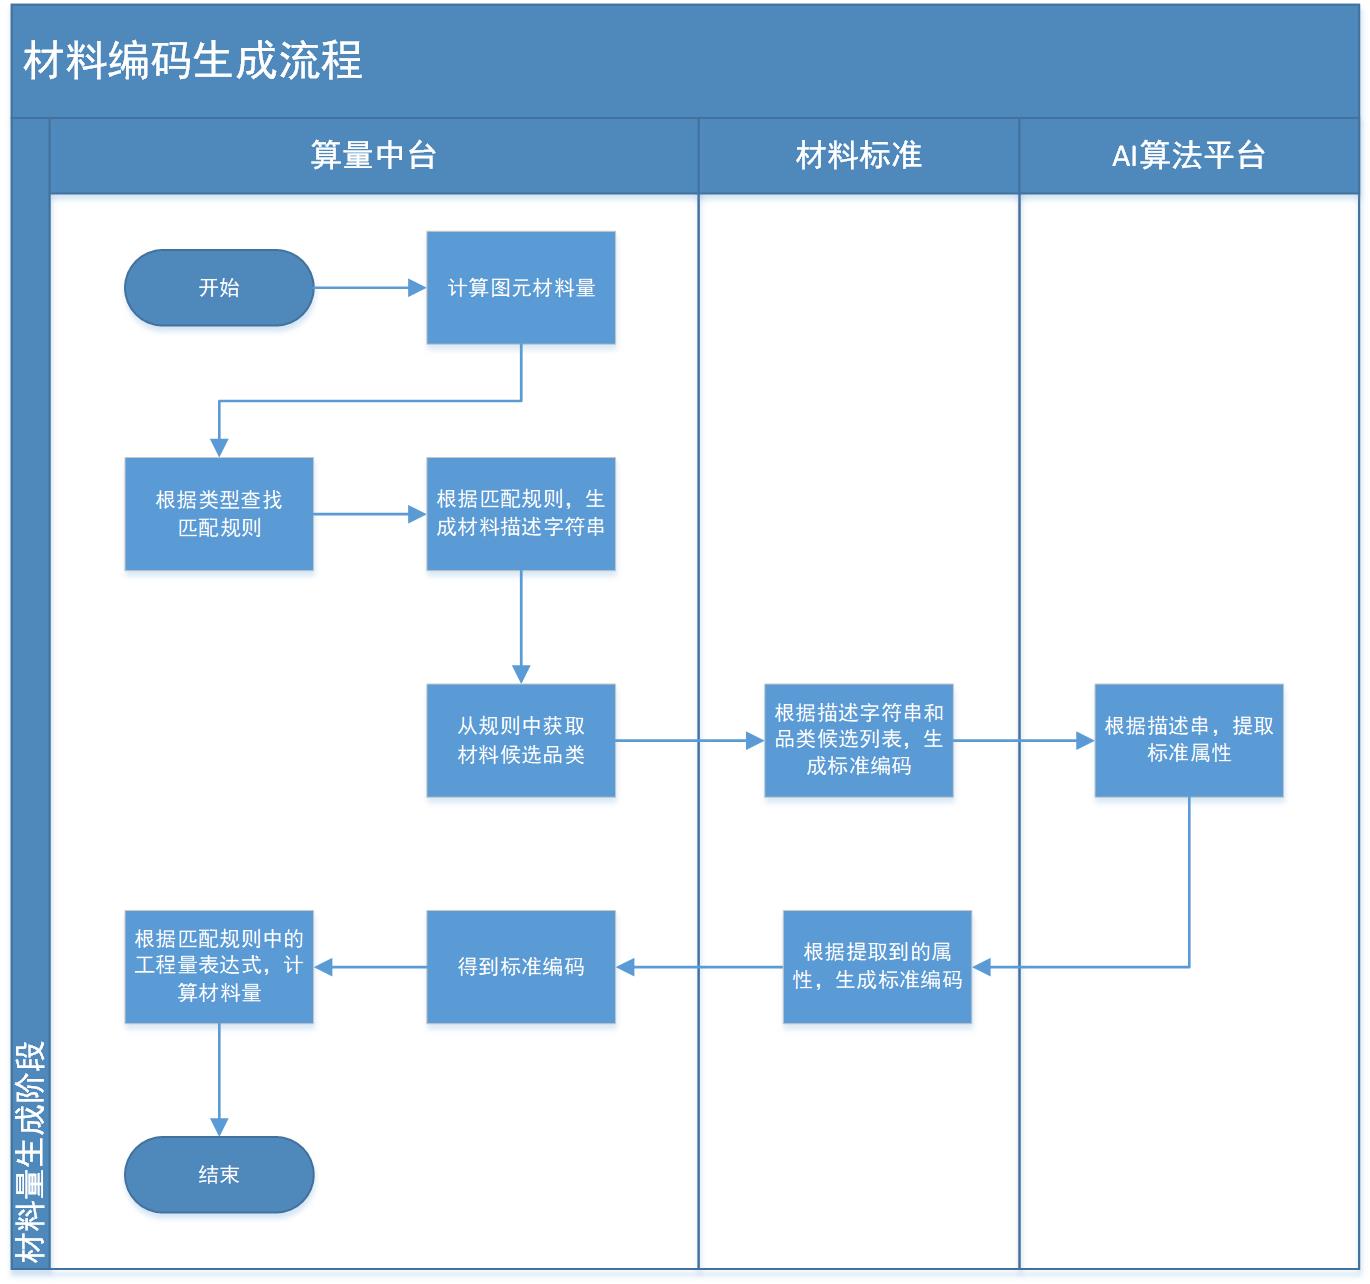 材料编码生成流程
算量中台
材料标准
AI算法平台
开始
计算图元材料量
根据类型查找
匹配规则
根据匹配规则，生
成材料描述字符串
从规则中获取
材料候选品类
根据描述字符串和
品类候选列表，生
成标准编码
根据描述串，提取
标准属性
根据匹配规则中的
工程量表达式，计
算材料量
得到标准编码
根据提取到的属
性，生成标准编码
结束
材料量生成阶段